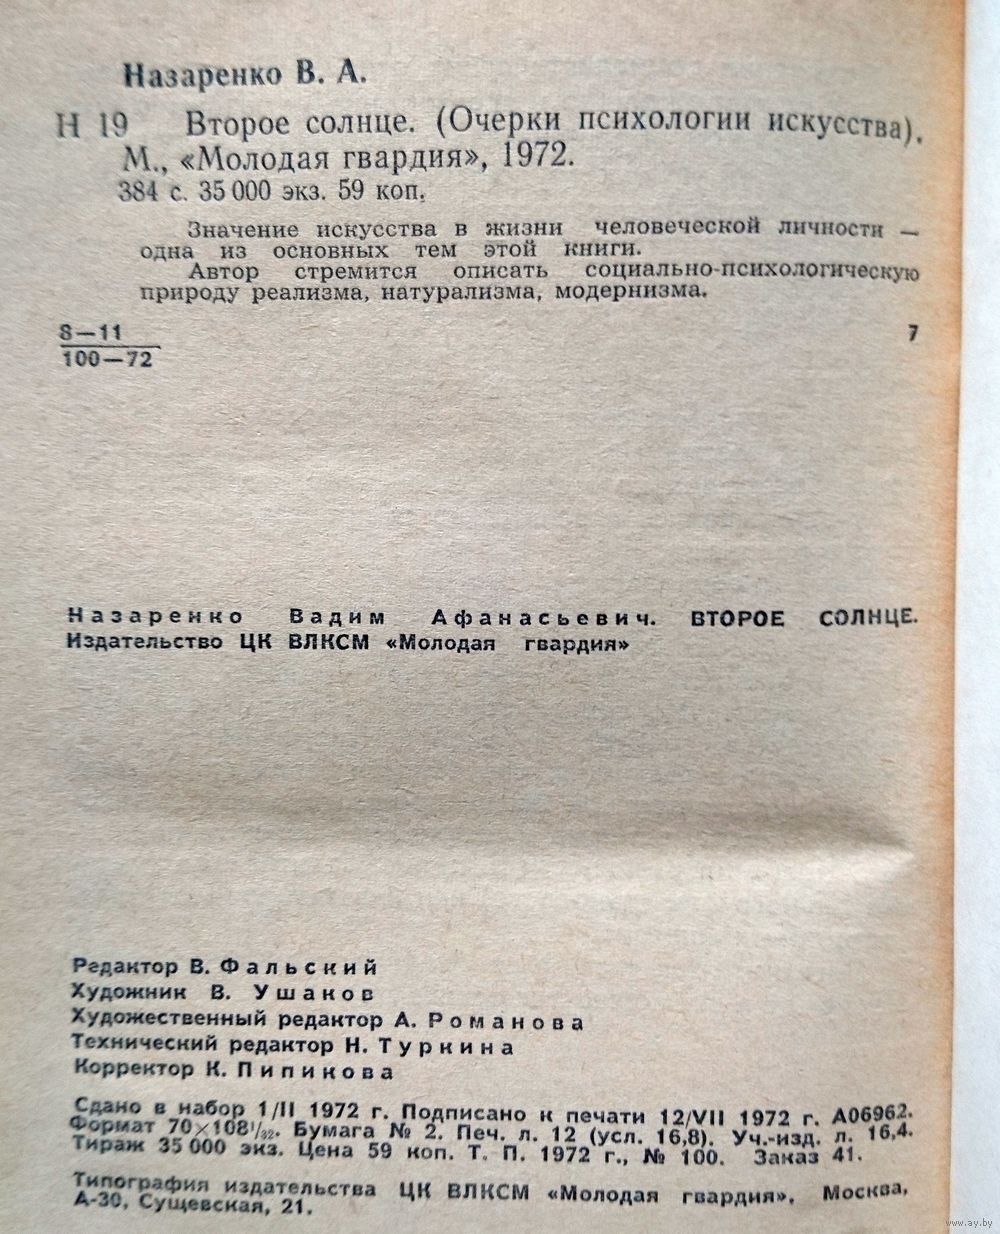 Назаренко В. А.
Н 19 Второе солнце. (Очерки психологии искусства).
М., «Молодая гвардия», 1972.
384 с. 35 000 экз. 59 коп.
Значение искусства в жизни человеческой личности —
одна из основных тем этой книги.
Автор стремится описать социально-психологическую
природу реализма, натурализма, модернизма.
8—11
7
100—72
Назаренко Вадим Афанасьевич. ВТОРОЕ СОЛНЦЕ.
Издательство ЦК ВЛКСМ «Молодая гвардия»
Редактор В. Фальский
Художник В. Ушаков
Художественный редактор А. Романова
Технический редактор Н. Туркина
Корректор К. Пипикова
Сдано в набор 1/II 1972 г. Подписано к печати 12/VII 1972 г. А06962.
Формат 70×108 1/32. Бумага № 2. Печ. л. 12 (усл. 16,8). Уч.-изд. л. 16,4.
Тираж 35 000 экз. Цена 59 коп. Т. П. 1972 г., № 100. Заказ 41.
Типография издательства ЦК ВЛКСМ «Молодая гвардия». Москва,
А-30, Сущевская, 21.
www.ay.by